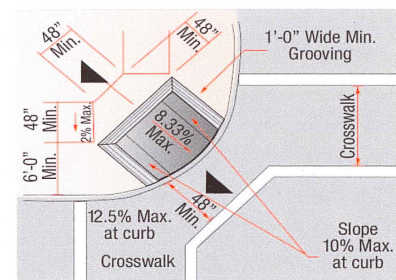 48”
Min.
48”
Min.
1’-0” Wide Min.
Grooving
48”
Min.
2% Max.
8.33%
Max.
Crosswalk
6’-0”
Min.
48”
Min.
12.5% Max.
at curb
Crosswalk
Slope
10% Max.
at curb